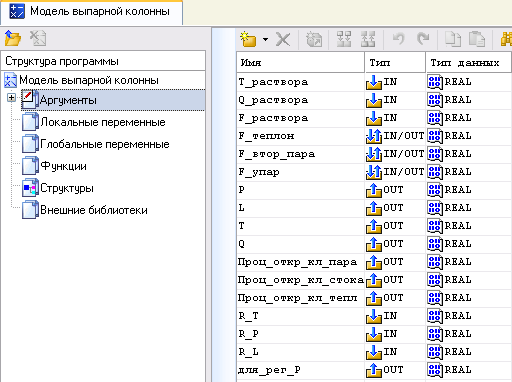 Модель выпарной колонны
Структура программы
Модель выпарной колонны
Аргументы
Локальные переменные
Глобальные переменные
Функции
Структуры
Внешние библиотеки
Имя Тип Тип данных
T_раствора IN REAL
Q_раствора IN REAL
F_раствора IN REAL
F_теплон IN/OUT REAL
F_втор_пара IN/OUT REAL
F_упар IN/OUT REAL
P OUT REAL
L OUT REAL
T OUT REAL
Q OUT REAL
Проц_откр_кл_пара OUT REAL
Проц_откр_кл_стока OUT REAL
Проц_откр_кл_тепл OUT REAL
R_T IN REAL
R_P IN REAL
R_L IN REAL
для_рег_P OUT REAL